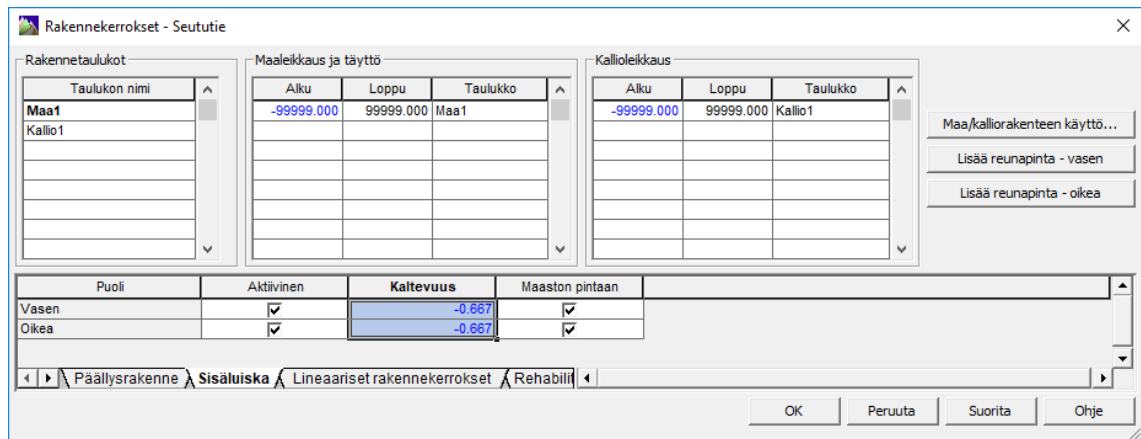 Rakennekerrokset - Seututie
Rakennetaulukot
Taulukon nimi
Maa1
Kallio1
Maaleikkaus ja täyttö
Alku Loppu Taulukko
-99999.000 99999.000 Maa1
Kallioleikkaus
Alku Loppu Taulukko
-99999.000 99999.000 Kallio1
Maa/kalliorakenteen käyttö...
Lisää reunapinta - vasen
Lisää reunapinta - oikea
Puoli Aktiivinen Kaltevuus Maaston pintaan
Vasen -0.667
Oikea -0.667
Päällysrakenne Sisäluiska Lineaariset rakennekerrokset Rehabilit
OK Peruuta Suorita Ohje